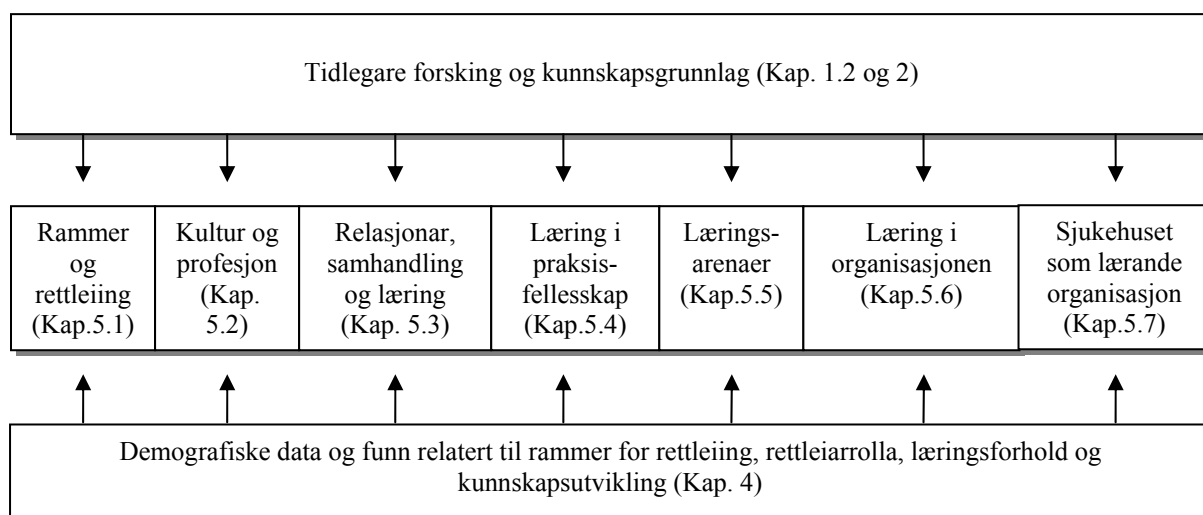 Tidlegare forsking og kunnskapsgrunnlag (Kap. 1.2 og 2)
Rammer
og
rettleiing
(Kap.5.1)
Kultur og
profesjon
(Kap.
5.2)
Relasjonar,
samhandling
og læring
(Kap. 5.3)
Læring i
praksis-
fellesskap
(Kap.5.4)
Lærings-
arenaer
(Kap.5.5)
Læring i
organisasjonen
(Kap.5.6)
Sjukehuset
som lærande
organisasjon
(Kap.5.7)
Demografiske data og funn relatert til rammer for rettleiing, rettleiarrolla, læringsforhold og
kunnskapsutvikling (Kap. 4)